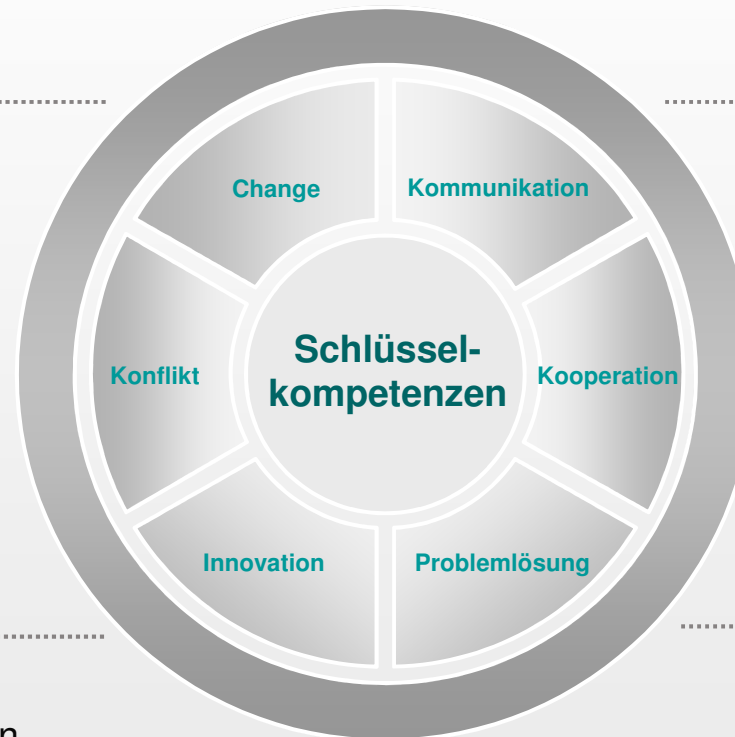 Change
Kommunikation
Schlüssel-
kompetenzen
Konflikt
Kooperation
Innovation
Problemlösung
n